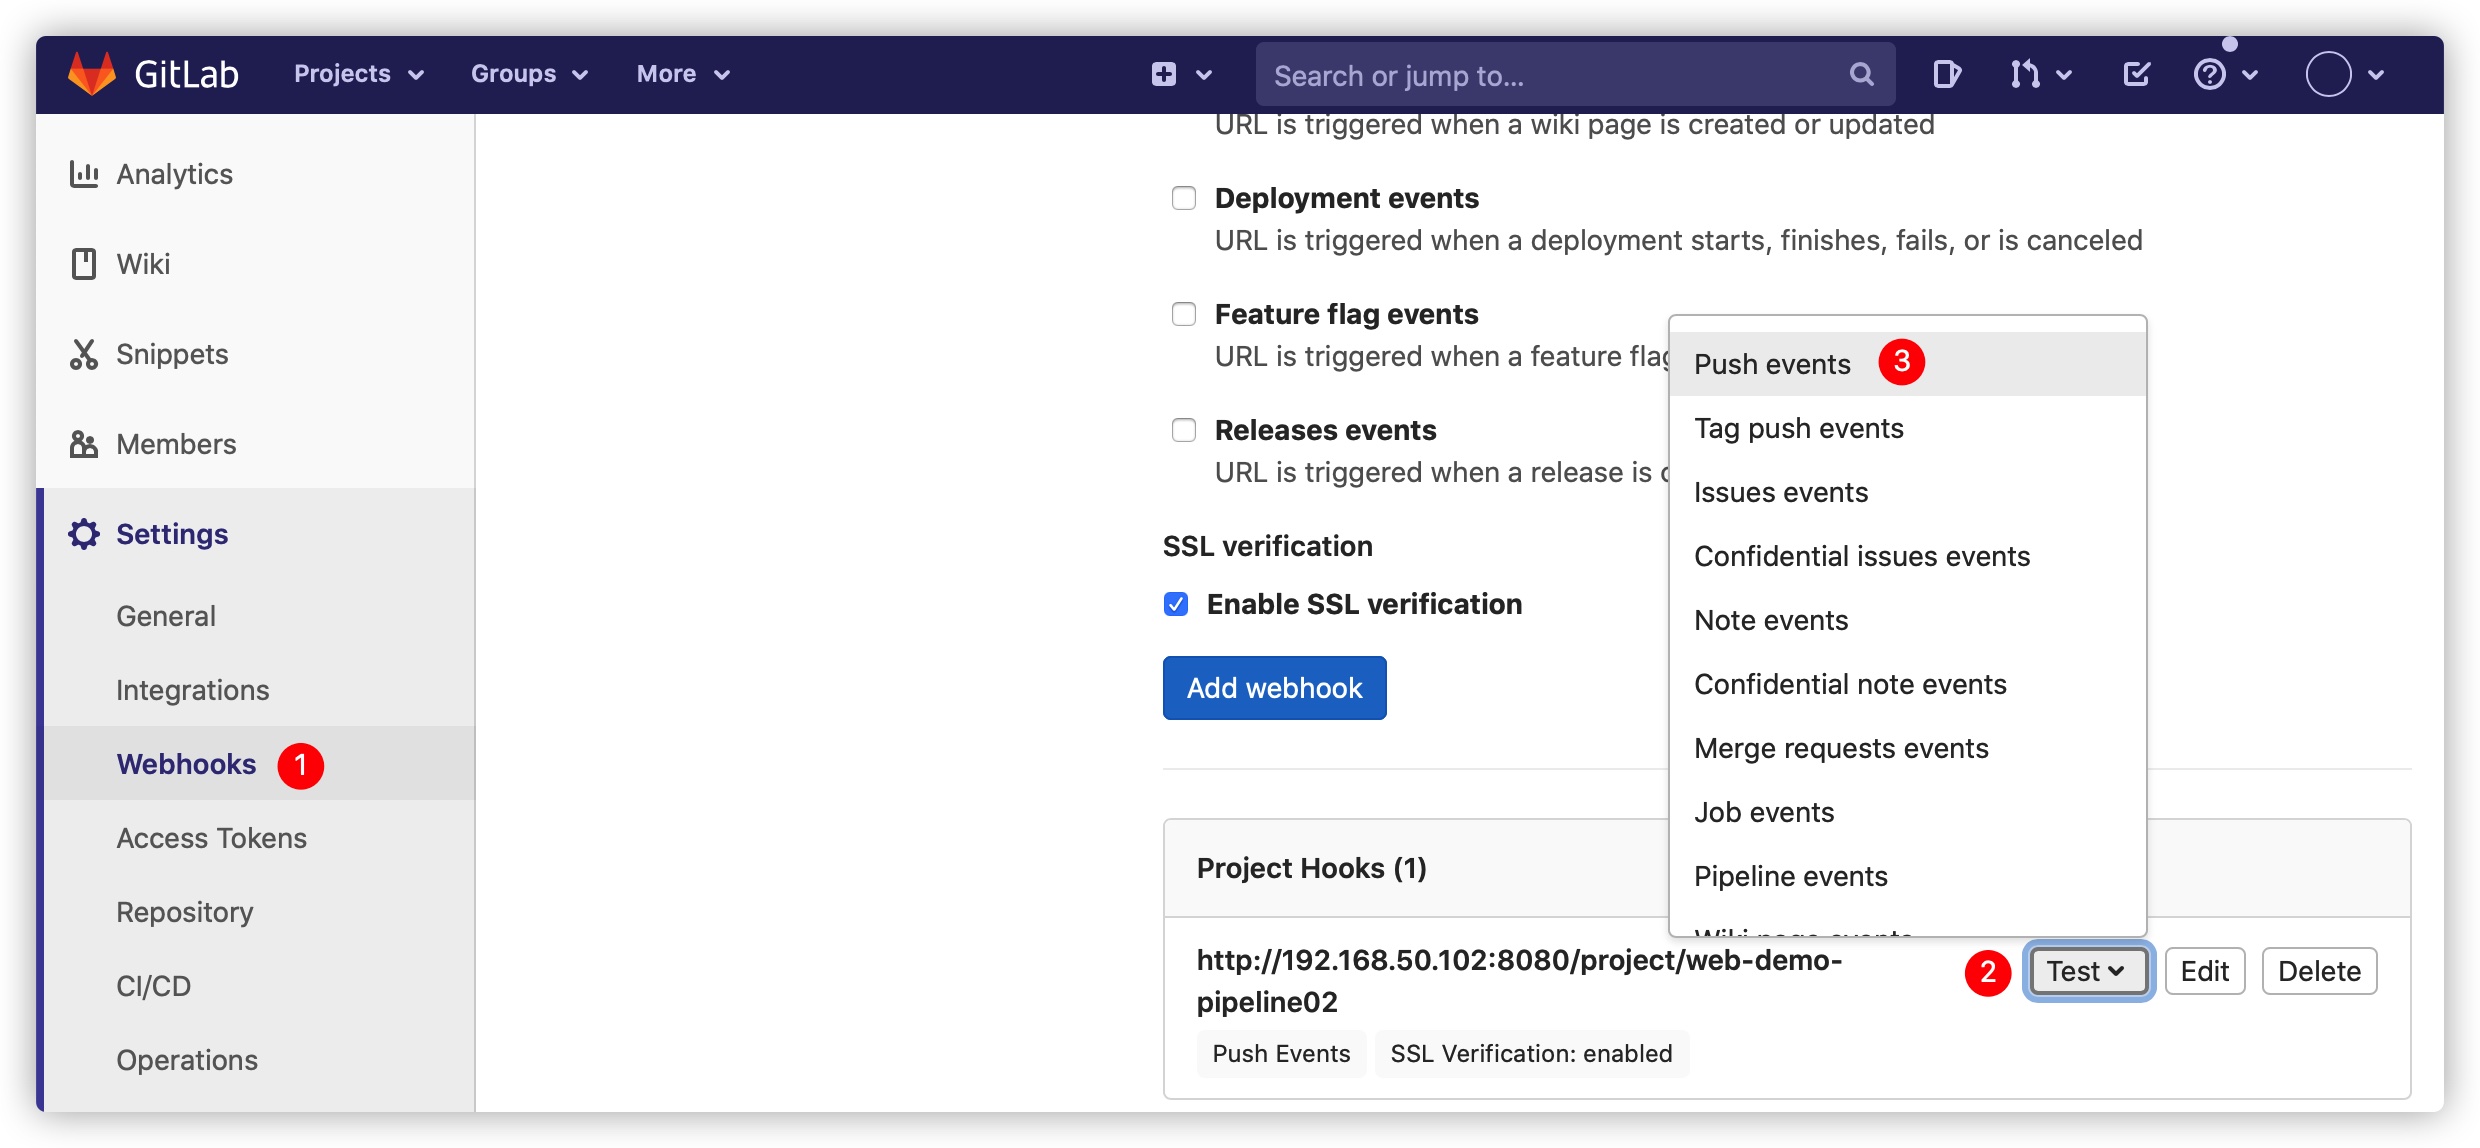 GitLab
Projects
Groups
More
Search or jump to...
Analytics
Wiki
Snippets
Members
Settings
General
Integrations
Webhooks 1
Access Tokens
Repository
CI/CD
Operations
URL is triggered when a wiki page is created or updated
Deployment events
URL is triggered when a deployment starts, finishes, fails, or is canceled
Feature flag events
URL is triggered when a feature flag
Releases events
URL is triggered when a release is
SSL verification
Enable SSL verification
Add webhook
Push events 3
Tag push events
Issues events
Confidential issues events
Note events
Confidential note events
Merge requests events
Job events
Pipeline events
Wiki page events
Project Hooks (1)
http://192.168.50.102:8080/project/web-demo-
pipeline02
2 Test Edit Delete
Push Events SSL Verification: enabled